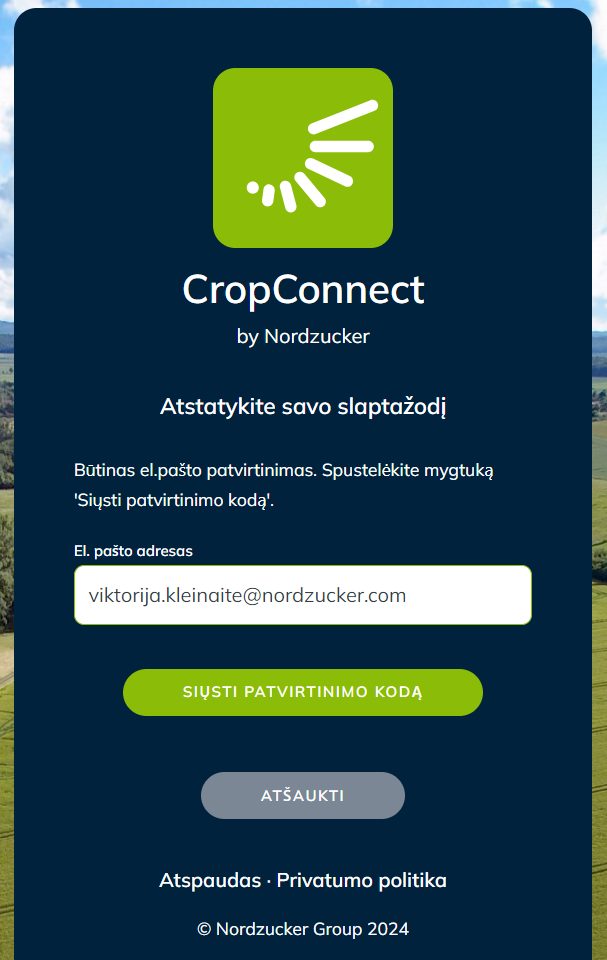 CropConnect
by Nordzucker
Atstatykite savo slaptažodį
Būtinas el.pašto patvirtinimas. Spustelėkite mygtuką
'Siųsti patvirtinimo kodą'.
El. pašto adresas
viktorija.kleinaite@nordzucker.com
SIŲSTI PATVIRTINIMO KODĄ
ATŠAUKTI
Atspaudas · Privatumo politika
© Nordzucker Group 2024